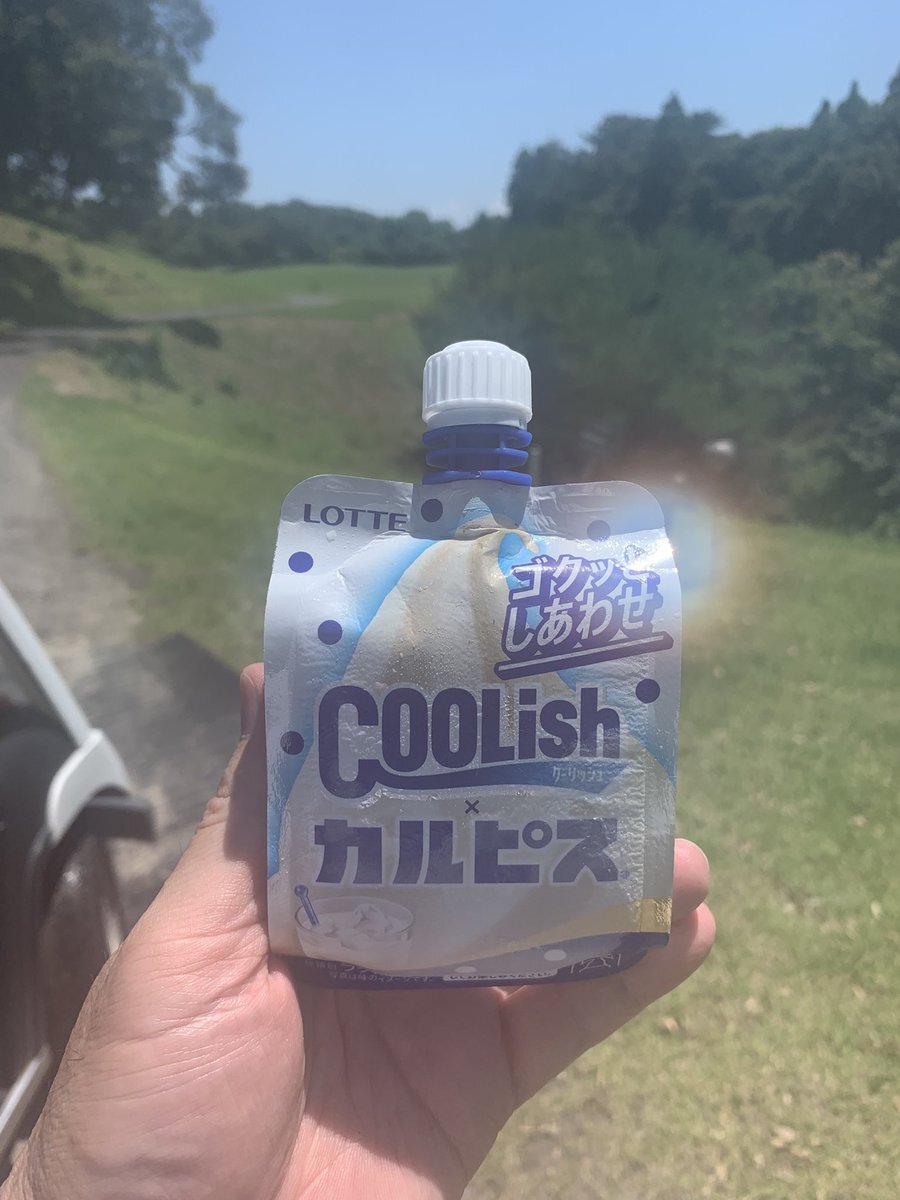 LOTTE
ゴクッと
しあわせ
COOLish
クーリッシュ
×
カルピス